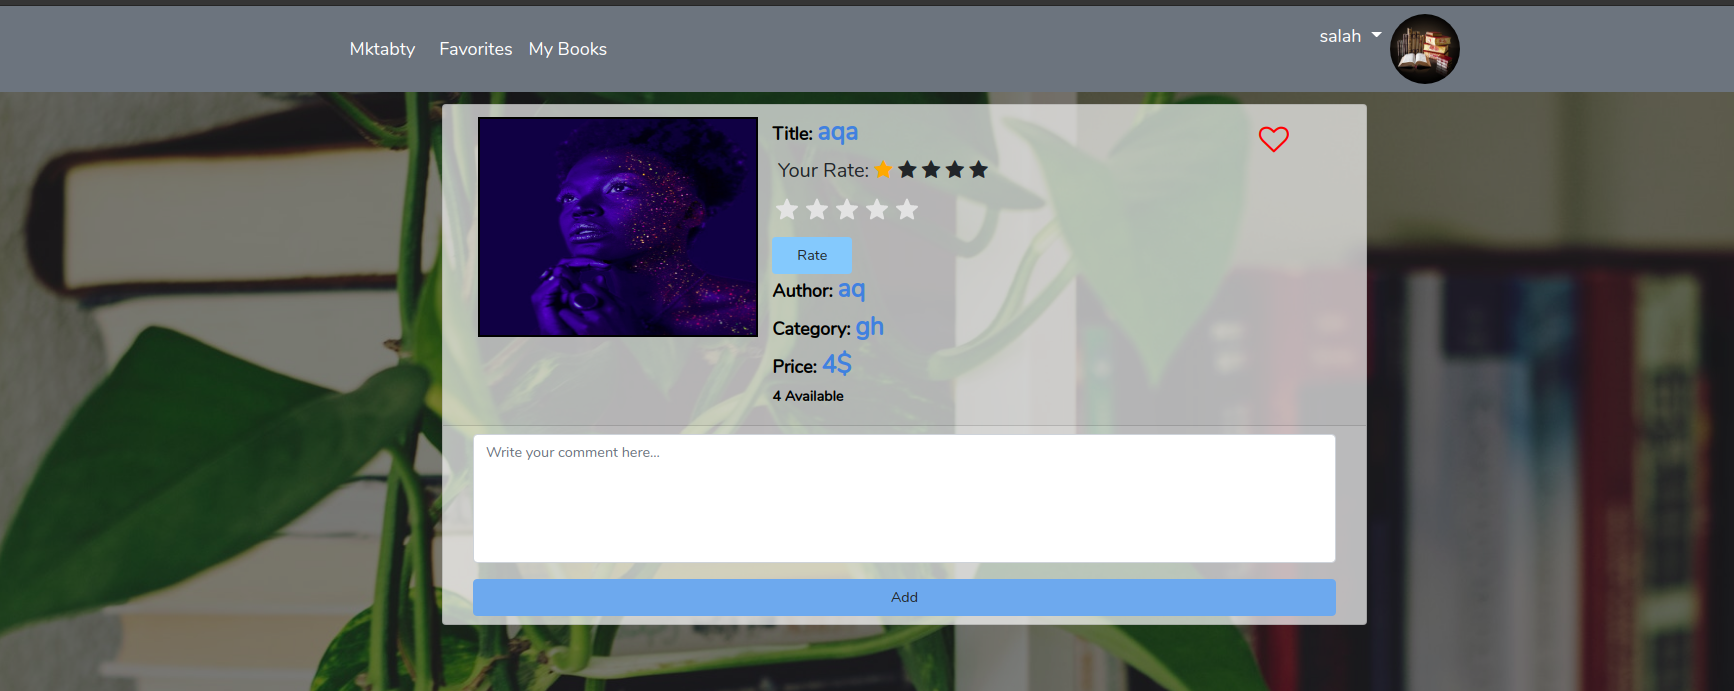 Mktabty Favorites My Books
salah
Title: aqa
Your Rate:
Rate
Author: aq
Category: gh
Price: 4$
4 Available
Write your comment here...
Add